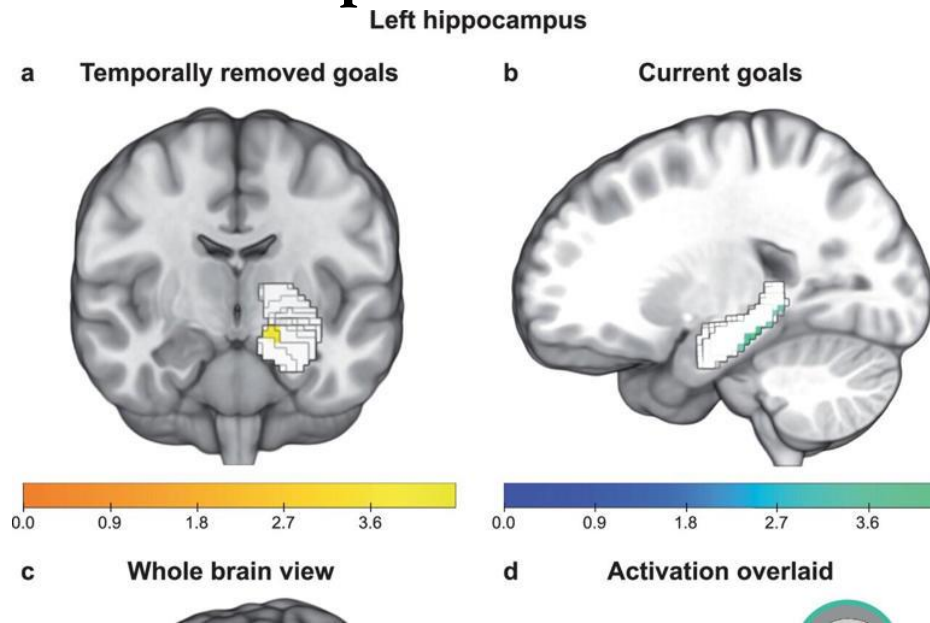 Left hippocampus
a Temporally removed goals
b Current goals
0.0 0.9 1.8 2.7 3.6
0.0 0.9 1.8 2.7 3.6
c Whole brain view
d Activation overlaid